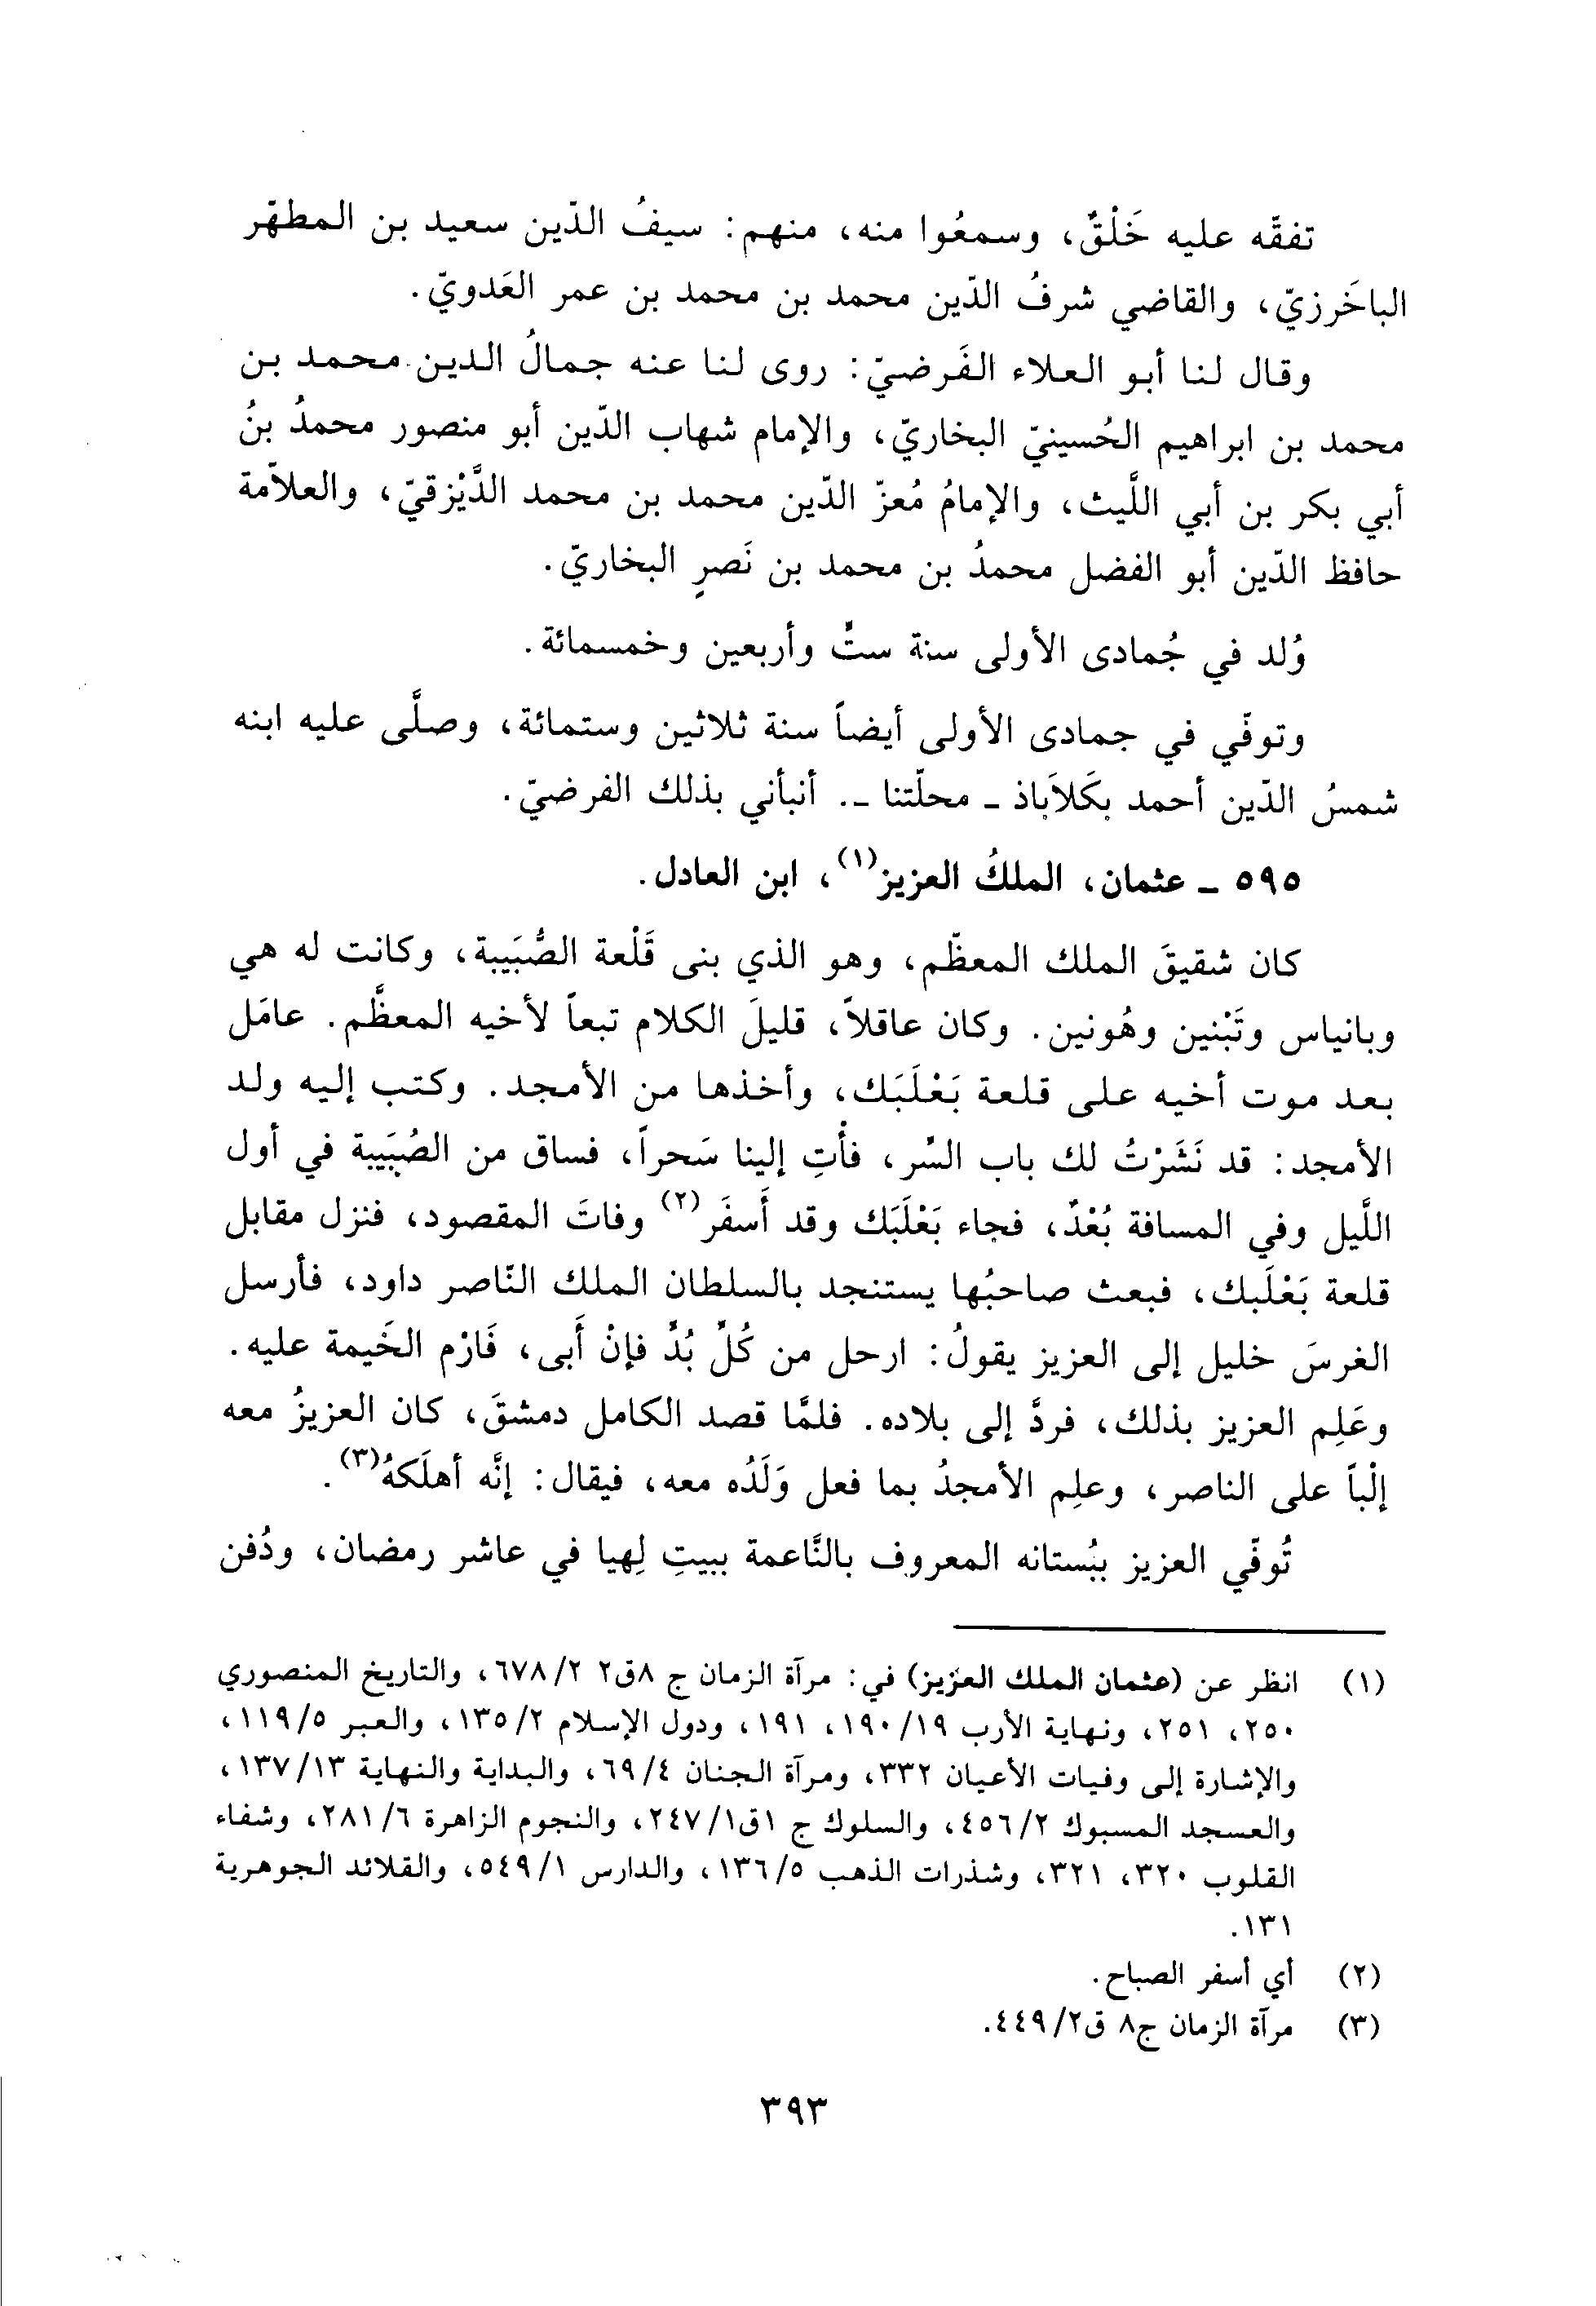 تفقّه عليه خَلْقٌ، وسمعُوا منه، منهم: سيفُ الدّين سعيد بن المطهّر
الباخَرزيّ، والقاضي شرفُ الدّين محمد بن محمد بن عمر العَدويّ.
وقال لنا أبو العلاء الفَرضيّ: روى لنا عنه جمالُ الدين محمد بن
محمد بن ابراهيم الحُسينيّ البخاريّ، والإمام شهاب الدّين أبو منصور محمدُ بنُ
أبي بكر بن أبي اللَّيث، والإمامُ مُعزّ الدّين محمد بن محمد الدَّيْزقيّ، والعلاّمة
حافظ الدّين أبو الفضل محمدُ بن محمد بن نَصرٍ البخاريّ.
وُلد في جُمادى الأولى سنة ستٍّ وأربعين وخمسمائة.
وتوفّي في جمادى الأولى أيضاً سنة ثلاثين وستمائة، وصلَّى عليه ابنه
شمسُ الدّين أحمد بكَلاَباذ ـ محلّتنا ـ. أنبأني بذلك الفرضيّ.
٥٩٥ ـ عثمان، الملكُ العزيز(١)، ابن العادل.
كان شقيقَ الملك المعظّم، وهو الذي بنى قَلْعة الصُّبَيبة، وكانت له هي
وبانياس وتَبْنين وهُونين. وكان عاقلاً، قليلَ الكلام تبعاً لأخيه المعظَّم. عامَل
بعد موت أخيه على قلعة بَعْلَبَك، وأخذها من الأمجد. وكتب إليه ولد
الأمجد: قد نَشَرْتُ لك باب السِّر، فأْتِ إلينا سَحراً، فساق من الصُبَيبة في أول
اللَّيل وفي المسافة بُعْدٌ، فجاء بَعْلَبَك وقد أَسفَر(٢) وفاتَ المقصود، فنزل مقابل
قلعة بَعْلَبك، فبعث صاحبُها يستنجد بالسلطان الملك النّاصر داود، فأرسل
الغرسَ خليل إلى العزيز يقولُ: ارحل من كُلِّ بُدٍّ فإنْ أَبى، فَارْم الخَيمة عليه.
وعَلِم العزيز بذلك، فردَّ إلى بلاده. فلمَّا قصد الكامل دمشقَ، كان العزيزُ معه
إلْباً على الناصر، وعلِم الأمجدُ بما فعل وَلَدُه معه، فيقال: إنَّه أهلَكهُ(٣).
تُوفّي العزيز ببُستانه المعروف بالنَّاعمة ببيتِ لِهيا في عاشر رمضان، ودُفن
(١) انظر عن (عثمان الملك العزيز) في: مرآة الزمان ج ٨ق٢ ٢/ ٦٧٨، والتاريخ المنصوري
٢٥٠، ٢٥١، ونهاية الأرب ١٩/ ١٩٠، ١٩١، ودول الإسلام ٢/ ١٣٥، والعبر ٥/ ١١٩،
والإشارة إلى وفيات الأعيان ٣٣٢، ومرآة الجنان ٤/ ٦٩، والبداية والنهاية ١٣/ ١٣٧،
والعسجد المسبوك ٢/ ٤٥٦، والسلوك ج ١ق١/ ٢٤٧، والنجوم الزاهرة ٦/ ٢٨١، وشفاء
القلوب ٣٢٠، ٣٢١، وشذرات الذهب ٥/ ١٣٦، والدارس ١/ ٥٤٩، والقلائد الجوهرية
١٣١.
(٢) أي أسفر الصباح.
(٣) مرآة الزمان ج٨ ق٢/ ٤٤٩.
٣٩٣